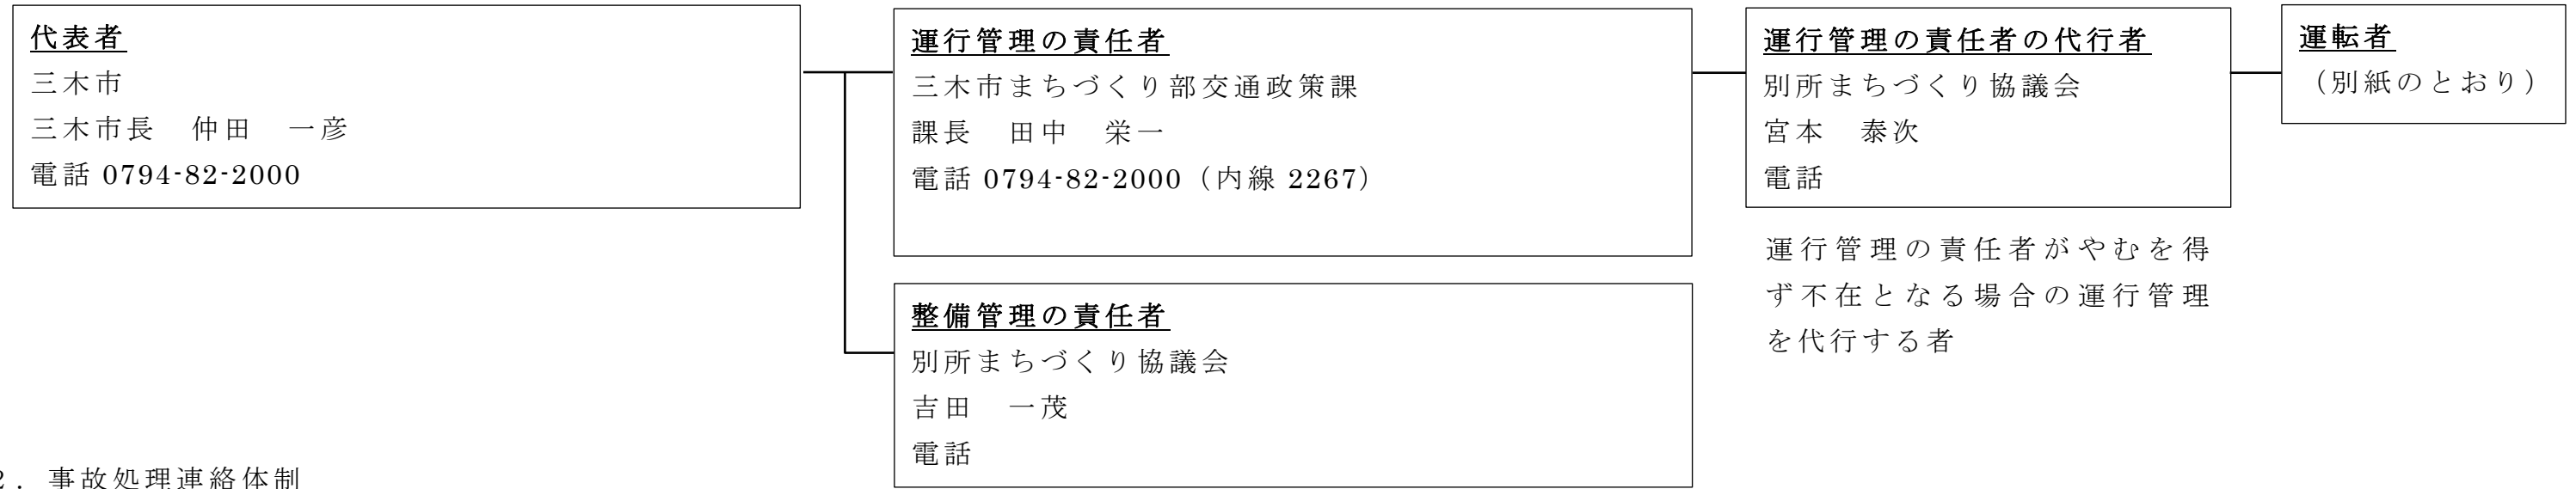 代表者
三木市
三木市長　仲田　一彦
電話 0794-82-2000
運行管理の責任者
三木市まちづくり部交通政策課
課長　田中　栄一
電話 0794-82-2000（内線 2267）
運行管理の責任者の代行者
別所まちづくり協議会
宮本　泰次
電話
運転者
（別紙のとおり）
運行管理の責任者がやむを得
ず不在となる場合の運行管理
を代行する者
整備管理の責任者
別所まちづくり協議会
吉田　一茂
電話
2．事故処理連絡体制